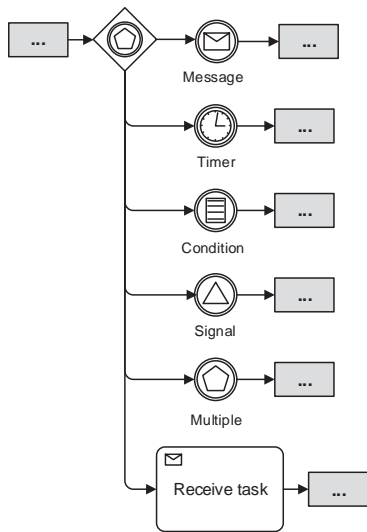 ...
...
Message
...
Timer
...
Condition
...
Signal
...
Multiple
Receive task
...